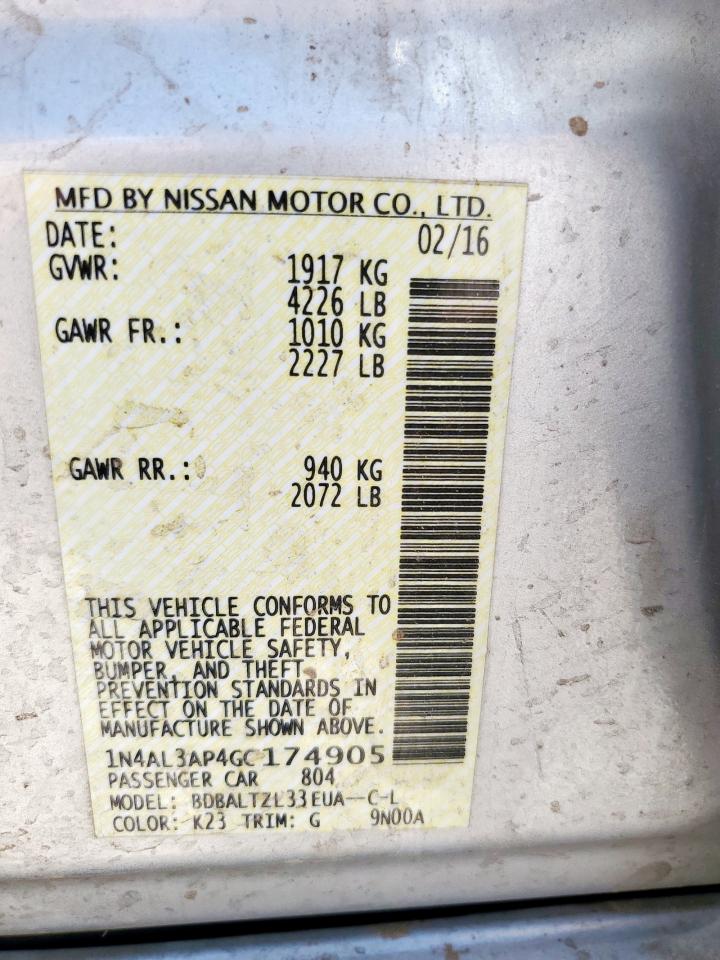 MFD BY NISSAN MOTOR CO., LTD.
DATE: 02/16
GVWR: 1917 KG
4226 LB
GAWR FR.: 1010 KG
2227 LB
GAWR RR.: 940 KG
2072 LB
THIS VEHICLE CONFORMS TO
ALL APPLICABLE FEDERAL
MOTOR VEHICLE SAFETY,
BUMPER, AND THEFT
PREVENTION STANDARDS IN
EFFECT ON THE DATE OF
MANUFACTURE SHOWN ABOVE.
1N4AL3AP4GC174905
PASSENGER CAR 804
MODEL: BDBALTZL33EUA--C-L
COLOR: K23 TRIM: G 9N00A